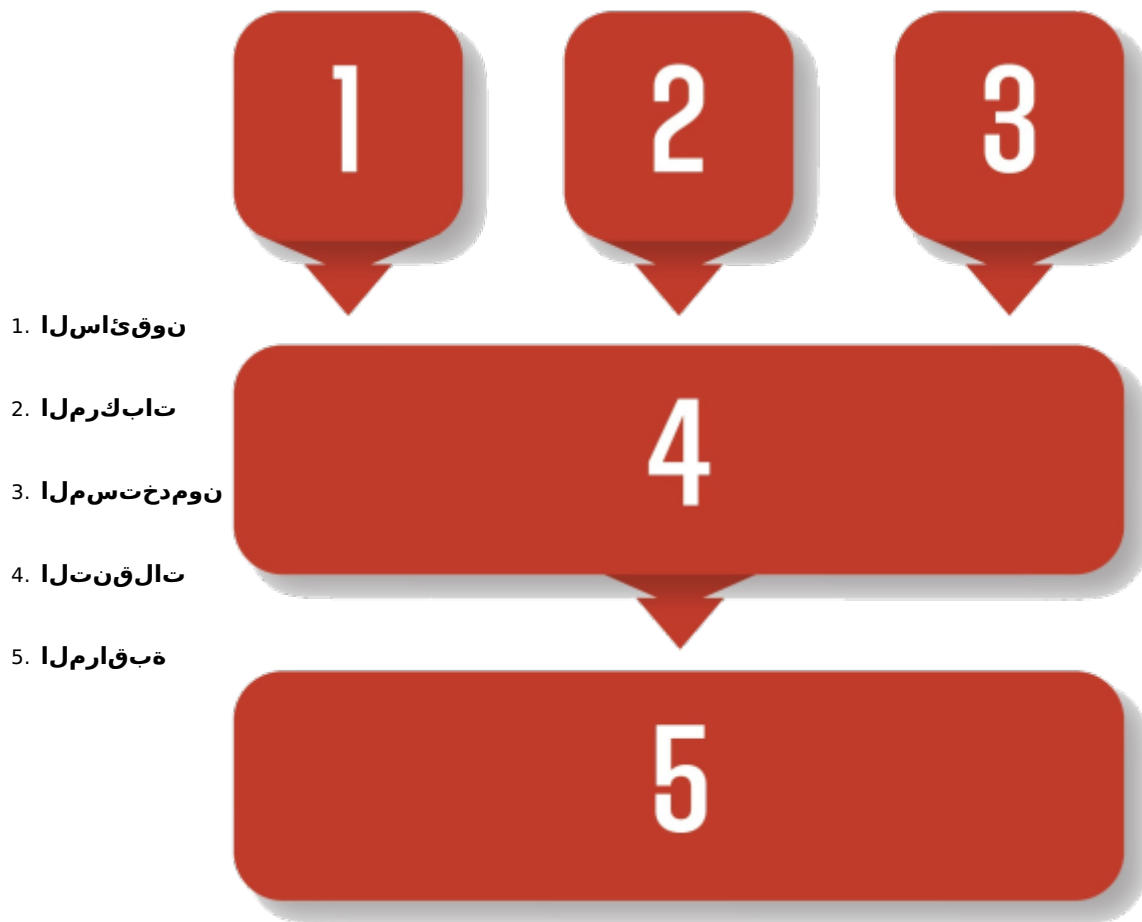 1
2
3
4
5
1. السائقون
2. المركبات
3. المستخدمون
4. التنقلات
5. المراقبة